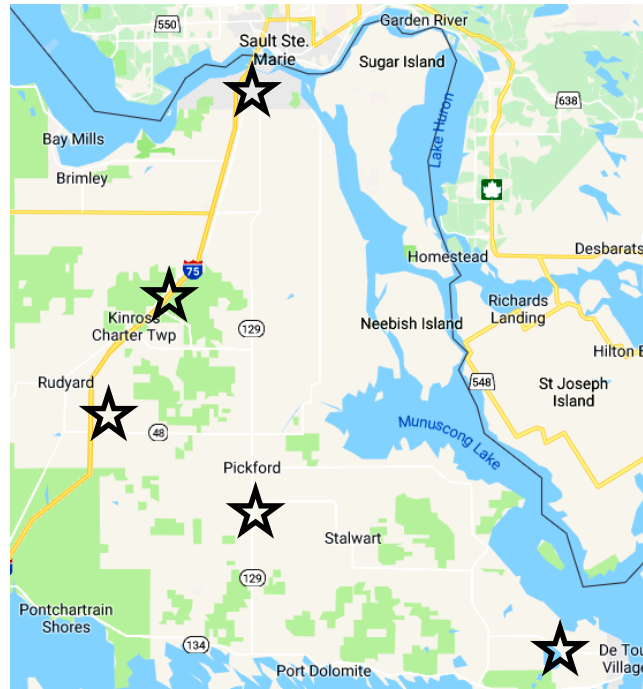 550
Garden River
Sault Ste.
Marie
Sugar Island
638
Lake Huron
Bay Mills
Brimley
Desbarats
Homestead
75
Richards
Landing
Kinross
Charter Twp
129
Neebish Island
Hilton B
548
Rudyard
St Joseph
Island
48
Munuscong Lake
Pickford
Stalwart
129
Pontchartrain
Shores
134
De Tou
Village
Port Dolomite